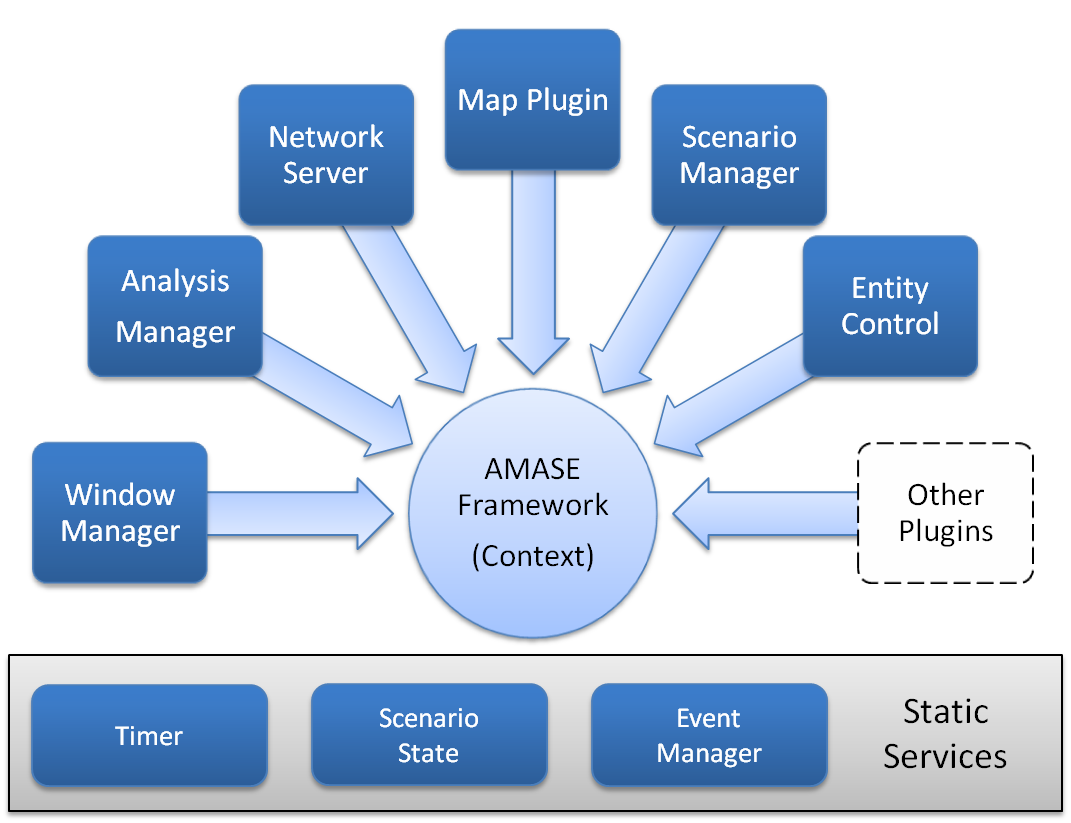 Map Plugin
Network
Server
Scenario
Manager
Analysis
Manager
Entity
Control
Window
Manager
AMASE
Framework
(Context)
Other
Plugins
Timer
Scenario
State
Event
Manager
Static
Services